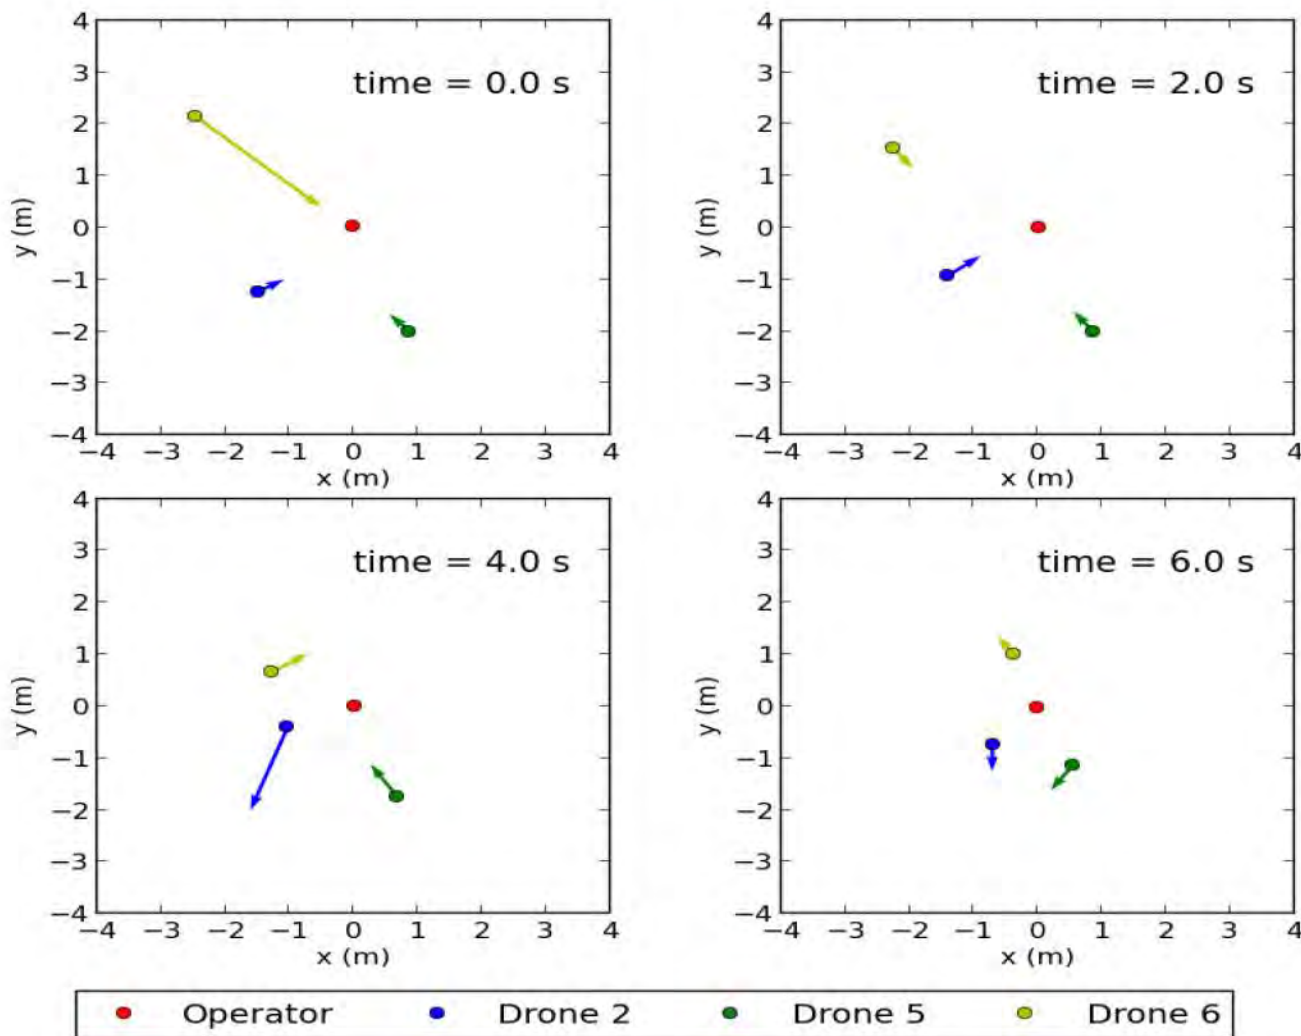 4
3
2
1
0
−1
−2
−3
−4
y (m)
time = 0.0 s
−4 −3 −2 −1 0 1 2 3 4
x (m)
4
3
2
1
0
−1
−2
−3
−4
y (m)
time = 2.0 s
−4 −3 −2 −1 0 1 2 3 4
x (m)
4
3
2
1
0
−1
−2
−3
−4
y (m)
time = 4.0 s
−4 −3 −2 −1 0 1 2 3 4
x (m)
4
3
2
1
0
−1
−2
−3
−4
y (m)
time = 6.0 s
−4 −3 −2 −1 0 1 2 3 4
x (m)
Operator Drone 2 Drone 5 Drone 6